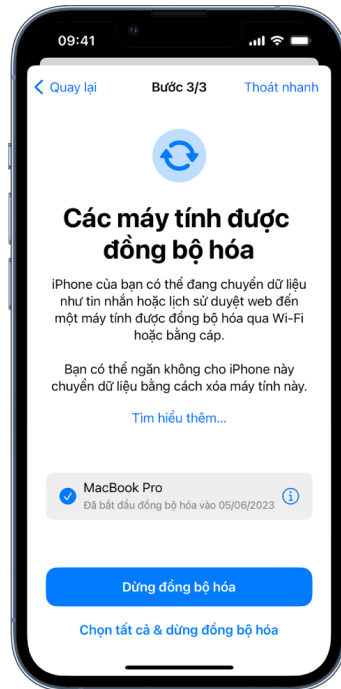 09:41
Quay lại
Bước 3/3
Thoát nhanh
Các máy tính được
đồng bộ hóa
iPhone của bạn có thể đang chuyển dữ liệu
như tin nhắn hoặc lịch sử duyệt web đến
một máy tính được đồng bộ hóa qua Wi-Fi
hoặc bằng cáp.
Bạn có thể ngăn không cho iPhone này
chuyển dữ liệu bằng cách xóa máy tính này.
Tìm hiểu thêm...
MacBook Pro
Đã bắt đầu đồng bộ hóa vào 05/06/2023
Dừng đồng bộ hóa
Chọn tất cả & dừng đồng bộ hóa